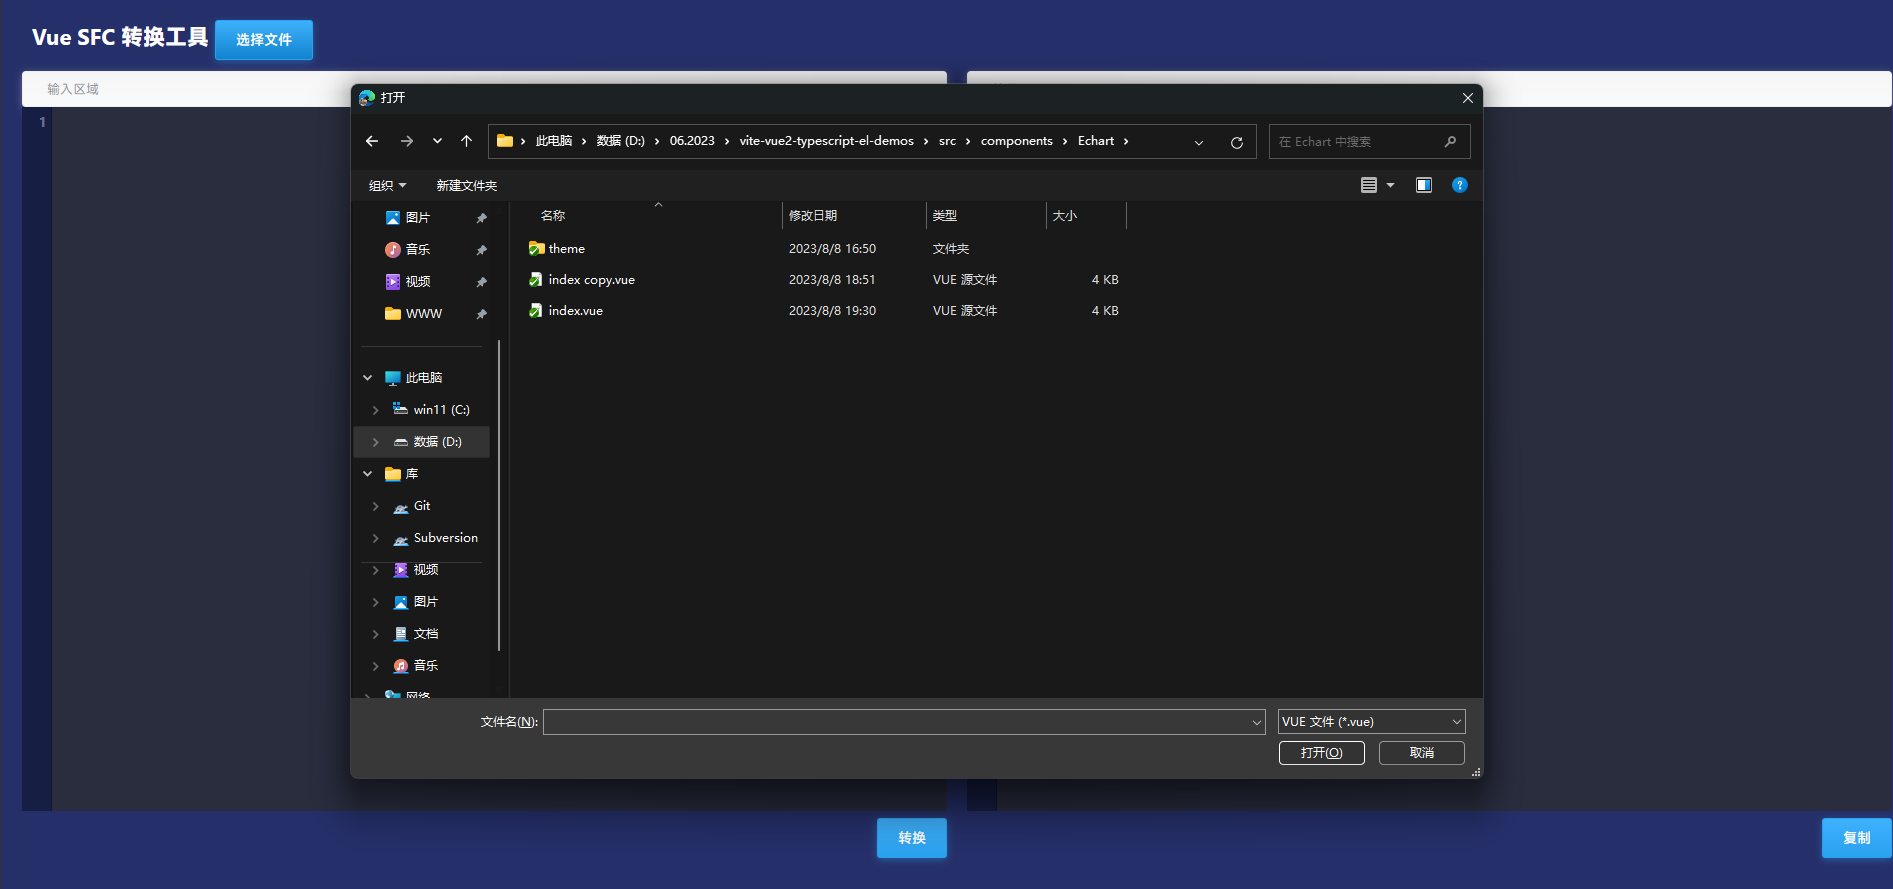 Vue SFC 转换工具
选择文件
输入区域
1
打开
此电脑 › 数据 (D:) › 06.2023 › vite-vue2-typescript-el-demos › src › components › Echart ›
在 Echart 中搜索
组织
新建文件夹
图片
音乐
视频
WWW
此电脑
win11 (C:)
数据 (D:)
库
Git
Subversion
视频
图片
文档
音乐
网络
名称 修改日期 类型 大小
theme 2023/8/8 16:50 文件夹
index copy.vue 2023/8/8 18:51 VUE 源文件 4 KB
index.vue 2023/8/8 19:30 VUE 源文件 4 KB
文件名(N):
VUE 文件 (*.vue)
打开(O)
取消
转换
复制